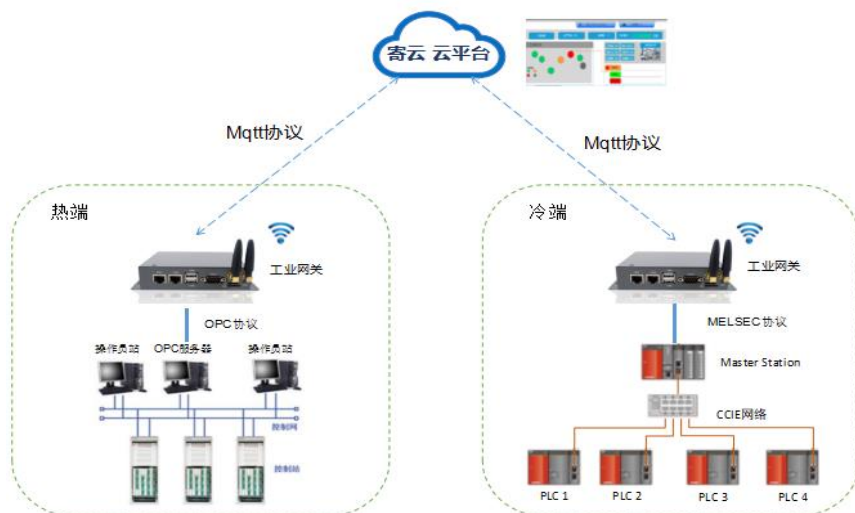 寄云 云平台
Mqtt协议
Mqtt协议
热端
冷端
工业网关
工业网关
OPC协议
MELSEC协议
操作员站
OPC服务器
操作员站
Master Station
控制网
CCIE网络
控制站
PLC 1
PLC 2
PLC 3
PLC 4